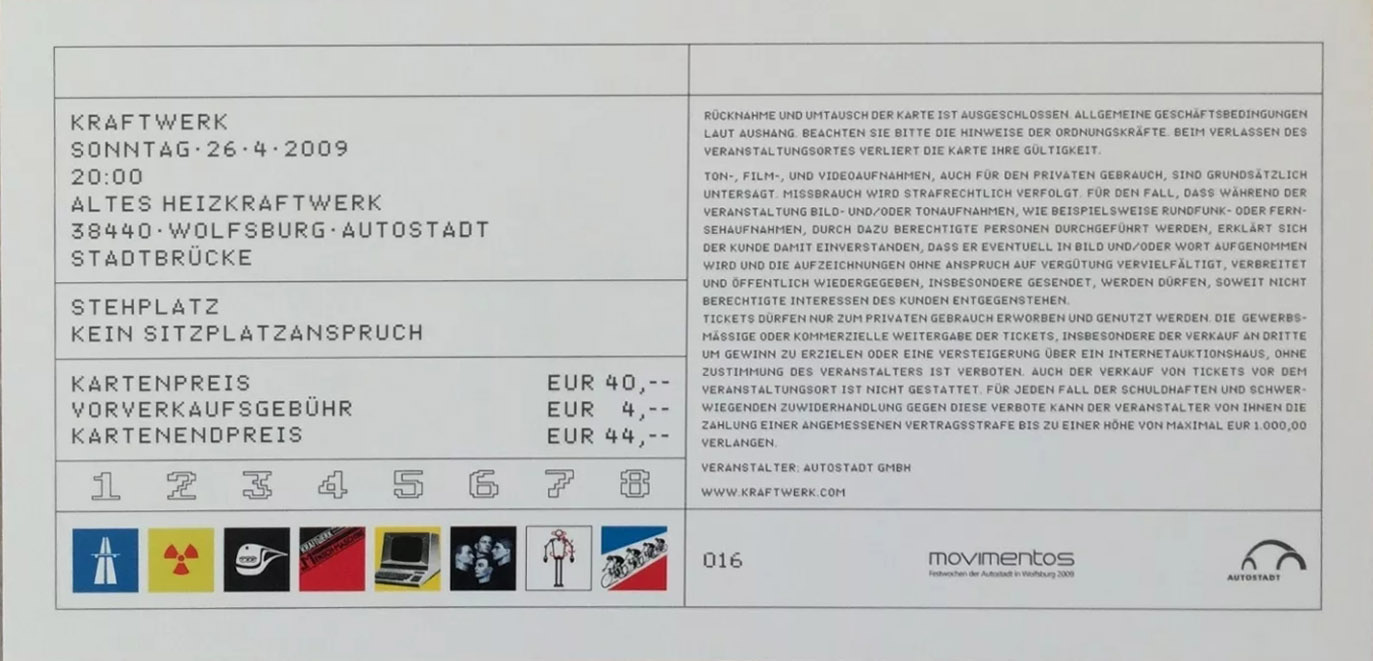 KRAFTWERK
SONNTAG·26·4·2009
20:00
ALTES HEIZKRAFTWERK
38440·WOLFSBURG·AUTOSTADT
STADTBRÜCKE
STEHPLATZ
KEIN SITZPLATZANSPRUCH
KARTENPREIS EUR 40,--
VORVERKAUFSGEBÜHR EUR 4,--
KARTENENDPREIS EUR 44,--
1 2 3 4 5 6 7 8
KRAFTWERK
RÜCKNAHME UND UMTAUSCH DER KARTE IST AUSGESCHLOSSEN. ALLGEMEINE GESCHÄFTSBEDINGUNGEN
LAUT AUSHANG. BEACHTEN SIE BITTE DIE HINWEISE DER ORDNUNGSKRÄFTE. BEIM VERLASSEN DES
VERANSTALTUNGSORTES VERLIERT DIE KARTE IHRE GÜLTIGKEIT.
TON-, FILM-, UND VIDEOAUFNAHMEN, AUCH FÜR DEN PRIVATEN GEBRAUCH, SIND GRUNDSÄTZLICH
UNTERSAGT. MISSBRAUCH WIRD STRAFRECHTLICH VERFOLGT. FÜR DEN FALL, DASS WÄHREND DER
VERANSTALTUNG BILD- UND/ODER TONAUFNAHMEN, WIE BEISPIELSWEISE RUNDFUNK- ODER FERN-
SEHAUFNAHMEN, DURCH DAZU BERECHTIGTE PERSONEN DURCHGEFÜHRT WERDEN, ERKLÄRT SICH
DER KUNDE DAMIT EINVERSTANDEN, DASS ER EVENTUELL IN BILD UND/ODER WORT AUFGENOMMEN
WIRD UND DIE AUFZEICHNUNGEN OHNE ANSPRUCH AUF VERGÜTUNG VERVIELFÄLTIGT, VERBREITET
UND ÖFFENTLICH WIEDERGEGEBEN, INSBESONDERE GESENDET, WERDEN DÜRFEN, SOWEIT NICHT
BERECHTIGTE INTERESSEN DES KUNDEN ENTGEGENSTEHEN.
TICKETS DÜRFEN NUR ZUM PRIVATEN GEBRAUCH ERWORBEN UND GENUTZT WERDEN. DIE GEWERBS-
MÄSSIGE ODER KOMMERZIELLE WEITERGABE DER TICKETS, INSBESONDERE DER VERKAUF AN DRITTE
UM GEWINN ZU ERZIELEN ODER EINE VERSTEIGERUNG ÜBER EIN INTERNETAUKTIONSHAUS, OHNE
ZUSTIMMUNG DES VERANSTALTERS IST VERBOTEN. AUCH DER VERKAUF VON TICKETS VOR DEM
VERANSTALTUNGSORT IST NICHT GESTATTET. FÜR JEDEN FALL DER SCHULDHAFTEN UND SCHWER-
WIEGENDEN ZUWIDERHANDLUNG GEGEN DIESE VERBOTE KANN DER VERANSTALTER VON IHNEN DIE
ZAHLUNG EINER ANGEMESSENEN VERTRAGSSTRAFE BIS ZU EINER HÖHE VON MAXIMAL EUR 1.000,00
VERLANGEN.
VERANSTALTER: AUTOSTADT GMBH
WWW.KRAFTWERK.COM
016
movimentos
Festwochen der Autostadt in Wolfsburg 2009
AUTOSTADT